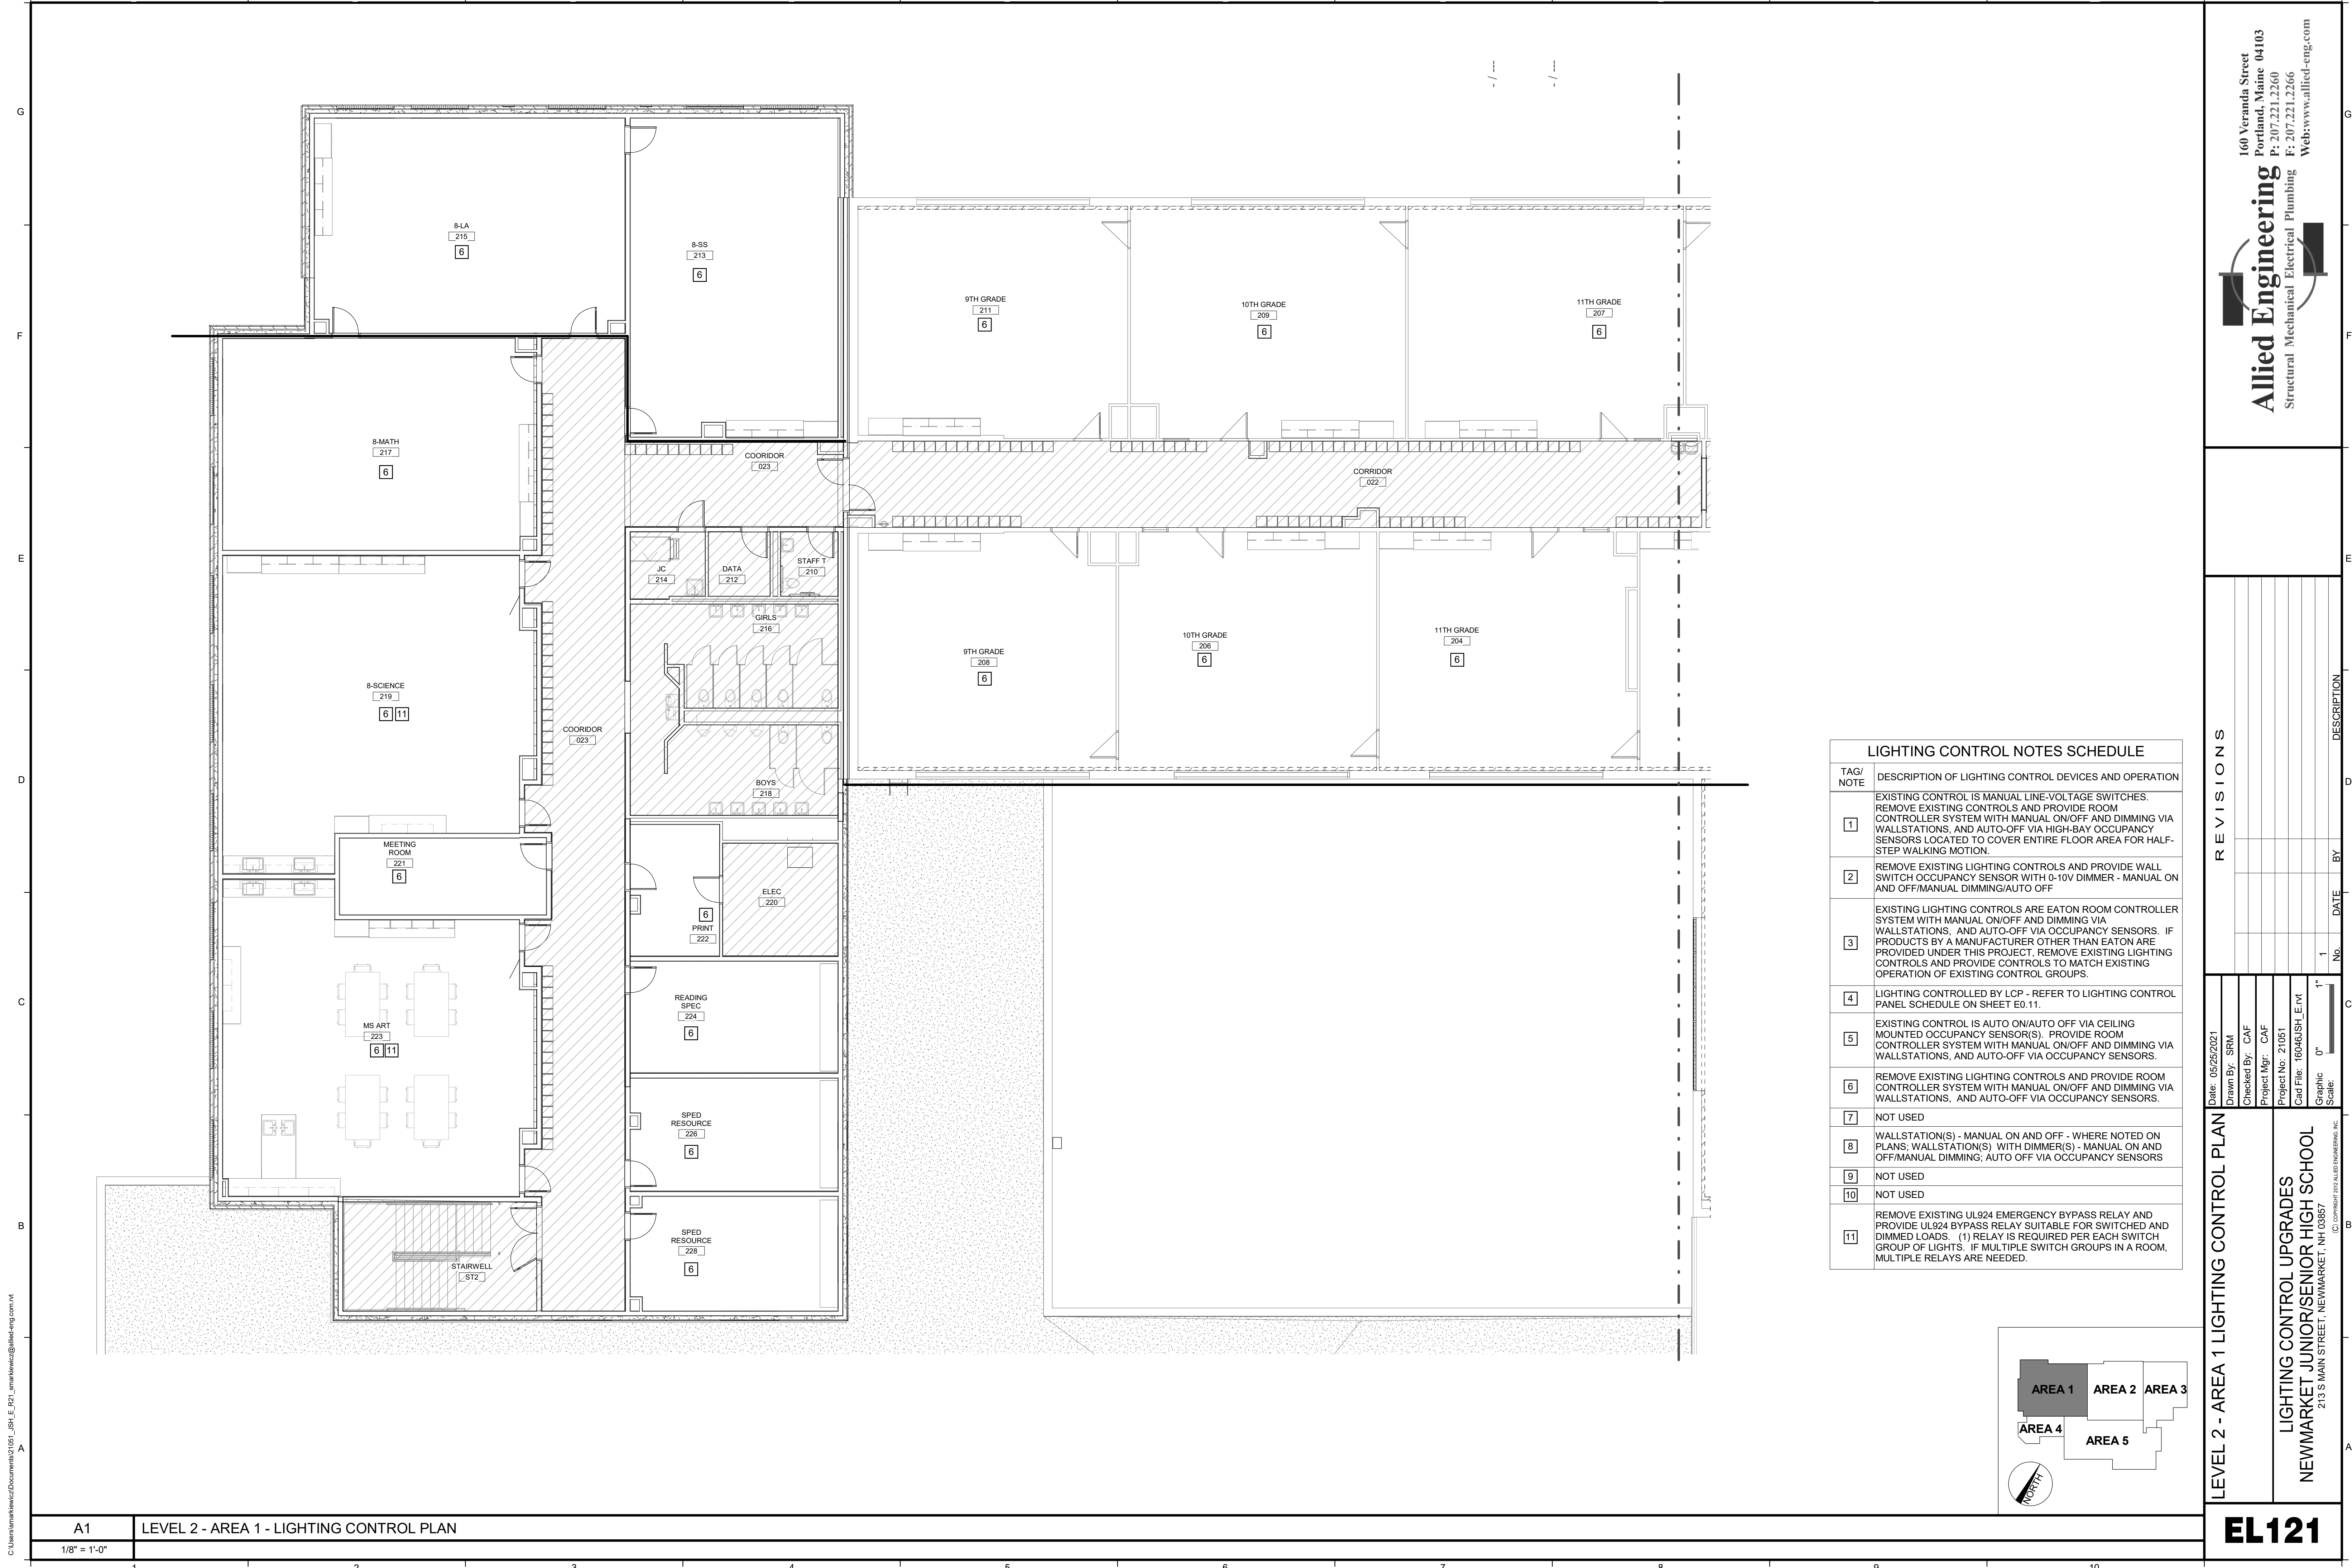 G
F
E
D
C
B
A
8-LA
215
6
8-SS
213
6
9TH GRADE
211
6
10TH GRADE
209
6
11TH GRADE
207
6
8-MATH
217
6
COORIDOR
023
CORRIDOR
022
JC
214
DATA
212
STAFF T
210
GIRLS
216
9TH GRADE
208
6
10TH GRADE
206
6
11TH GRADE
204
6
8-SCIENCE
219
6 11
COORIDOR
023
BOYS
218
MEETING
ROOM
221
6
ELEC
220
6
PRINT
222
READING
SPEC
224
6
MS ART
223
6 11
SPED
RESOURCE
226
6
SPED
RESOURCE
228
6
STAIRWELL
ST2
- / ---
- / ---
LIGHTING CONTROL NOTES SCHEDULE
TAG/
NOTE
DESCRIPTION OF LIGHTING CONTROL DEVICES AND OPERATION
1
EXISTING CONTROL IS MANUAL LINE-VOLTAGE SWITCHES.
REMOVE EXISTING CONTROLS AND PROVIDE ROOM
CONTROLLER SYSTEM WITH MANUAL ON/OFF AND DIMMING VIA
WALLSTATIONS, AND AUTO-OFF VIA HIGH-BAY OCCUPANCY
SENSORS LOCATED TO COVER ENTIRE FLOOR AREA FOR HALF-
STEP WALKING MOTION.
2
REMOVE EXISTING LIGHTING CONTROLS AND PROVIDE WALL
SWITCH OCCUPANCY SENSOR WITH 0-10V DIMMER - MANUAL ON
AND OFF/MANUAL DIMMING/AUTO OFF
3
EXISTING LIGHTING CONTROLS ARE EATON ROOM CONTROLLER
SYSTEM WITH MANUAL ON/OFF AND DIMMING VIA
WALLSTATIONS, AND AUTO-OFF VIA OCCUPANCY SENSORS. IF
PRODUCTS BY A MANUFACTURER OTHER THAN EATON ARE
PROVIDED UNDER THIS PROJECT, REMOVE EXISTING LIGHTING
CONTROLS AND PROVIDE CONTROLS TO MATCH EXISTING
OPERATION OF EXISTING CONTROL GROUPS.
4
LIGHTING CONTROLLED BY LCP - REFER TO LIGHTING CONTROL
PANEL SCHEDULE ON SHEET E0.11.
5
EXISTING CONTROL IS AUTO ON/AUTO OFF VIA CEILING
MOUNTED OCCUPANCY SENSOR(S). PROVIDE ROOM
CONTROLLER SYSTEM WITH MANUAL ON/OFF AND DIMMING VIA
WALLSTATIONS, AND AUTO-OFF VIA OCCUPANCY SENSORS.
6
REMOVE EXISTING LIGHTING CONTROLS AND PROVIDE ROOM
CONTROLLER SYSTEM WITH MANUAL ON/OFF AND DIMMING VIA
WALLSTATIONS, AND AUTO-OFF VIA OCCUPANCY SENSORS.
7
NOT USED
8
WALLSTATION(S) - MANUAL ON AND OFF - WHERE NOTED ON
PLANS; WALLSTATION(S) WITH DIMMER(S) - MANUAL ON AND
OFF/MANUAL DIMMING; AUTO OFF VIA OCCUPANCY SENSORS
9
NOT USED
10
NOT USED
11
REMOVE EXISTING UL924 EMERGENCY BYPASS RELAY AND
PROVIDE UL924 BYPASS RELAY SUITABLE FOR SWITCHED AND
DIMMED LOADS. (1) RELAY IS REQUIRED PER EACH SWITCH
GROUP OF LIGHTS. IF MULTIPLE SWITCH GROUPS IN A ROOM,
MULTIPLE RELAYS ARE NEEDED.
AREA 1
AREA 2
AREA 3
AREA 4
AREA 5
NORTH
Allied Engineering
Structural Mechanical Electrical Plumbing
160 Veranda Street
Portland, Maine 04103
P: 207.221.2260
F: 207.221.2266
Web:www.allied-eng.com
REVISIONS
1
No. DATE BY DESCRIPTION
Date: 05/25/2021
Drawn By: SRM
Checked By: CAF
Project Mgr: CAF
Project No: 21051
Cad File: 16046JSH_E.rvt
Graphic
Scale:
0" 1"
LEVEL 2 - AREA 1 LIGHTING CONTROL PLAN
LIGHTING CONTROL UPGRADES
NEWMARKET JUNIOR/SENIOR HIGH SCHOOL
213 S MAIN STREET, NEWMARKET, NH 03857
(C) COPYRIGHT 2012 ALLIED ENGINEERING, INC.
EL121
G
F
E
D
C
B
A
C:\Users\smarkiewicz\Documents\21051_JSH_E_R21_smarkiewicz@allied-eng.com.rvt
A1
LEVEL 2 - AREA 1 - LIGHTING CONTROL PLAN
1/8" = 1'-0"